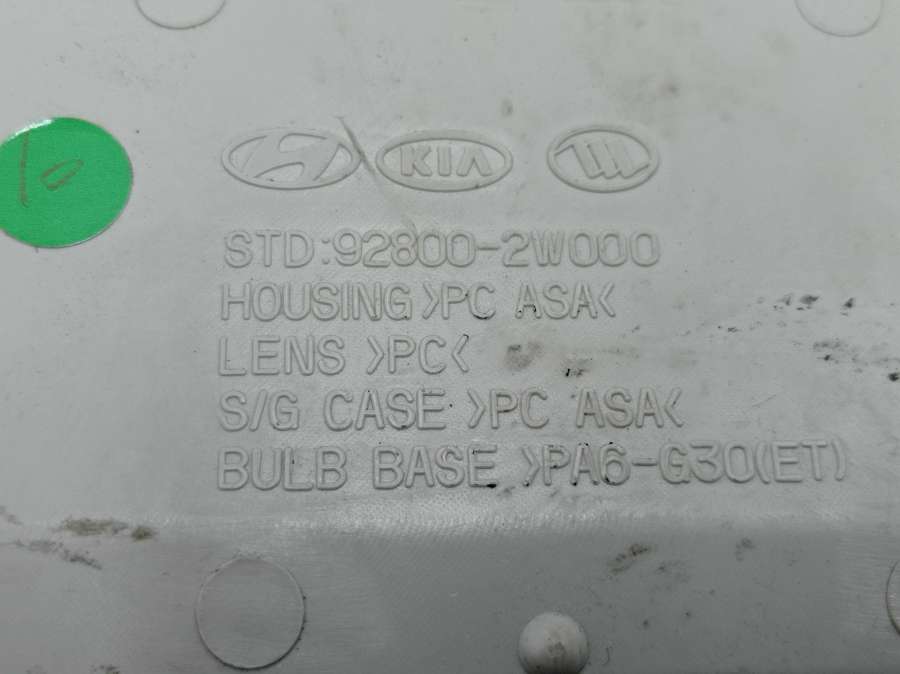 KIA
STD:92800-2W000
HOUSING >PC ASA<
LENS >PC<
S/G CASE >PC ASA<
BULB BASE >PA6-G30(ET)